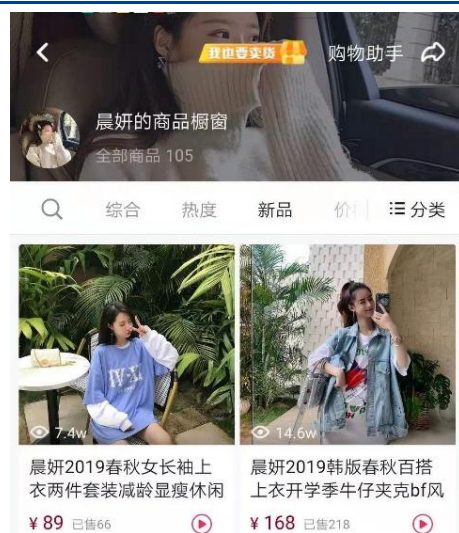 我也要卖货
购物助手
晨妍的商品橱窗
全部商品 105
综合 热度 新品 价 分类
7.4w
14.6w
晨妍2019春秋女长袖上
衣两件套装减龄显瘦休闲
¥ 89 已售66
晨妍2019韩版春秋百搭
上衣开学季牛仔夹克bf风
¥ 168 已售218